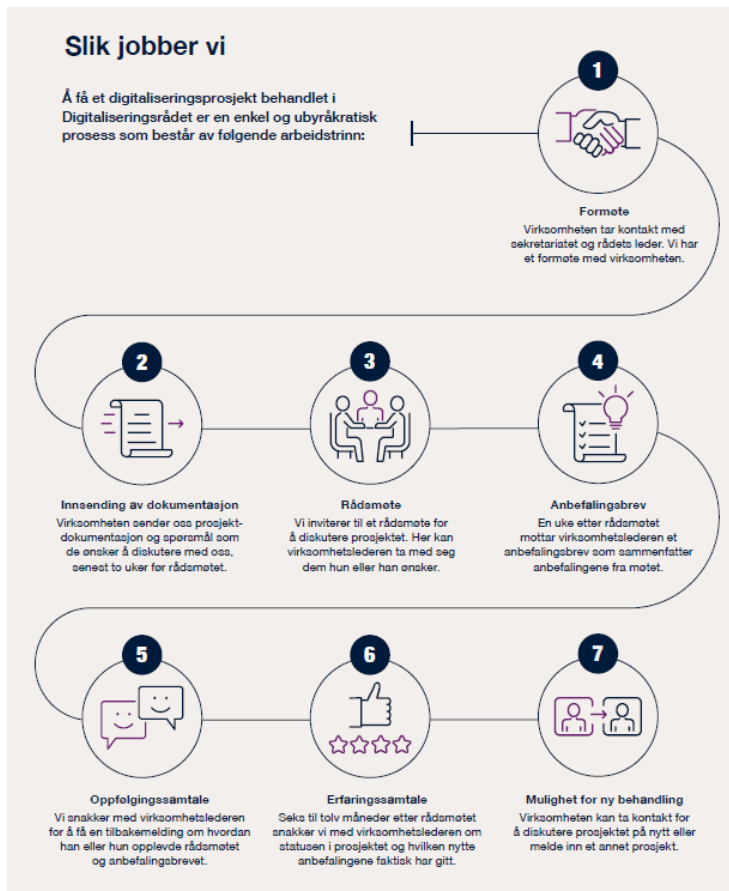 Slik jobber vi
Å få et digitaliseringsprosjekt behandlet i
Digitaliseringsrådet er en enkel og ubyråkratisk
prosess som består av følgende arbeidstrinn:
1
Formøte
Virksomheten tar kontakt med
sekretariatet og rådets leder. Vi har
et formøte med virksomheten.
2
Innsending av dokumentasjon
Virksomheten sender oss prosjekt-
dokumentasjon og spørsmål som
de ønsker å diskutere med oss,
senest to uker før rådsmøtet.
3
Rådsmøte
Vi inviterer til et rådsmøte for
å diskutere prosjektet. Her kan
virksomhetslederen ta med seg
dem hun eller han ønsker.
4
Anbefalingsbrev
En uke etter rådsmøtet
mottar virksomhetslederen et
anbefalingsbrev som sammenfatter
anbefalingene fra møtet.
5
Oppfølgingssamtale
Vi snakker med virksomhetslederen
for å få en tilbakemelding om hvordan
han eller hun opplevde rådsmøtet
og anbefalingsbrevet.
6
Erfaringssamtale
Seks til tolv måneder etter rådsmøtet
snakker vi med virksomhetslederen om
statusen i prosjektet og hvilken nytte
anbefalingene faktisk har gitt.
7
Mulighet for ny behandling
Virksomheten kan ta kontakt for
å diskutere prosjektet på nytt eller
melde inn et annet prosjekt.